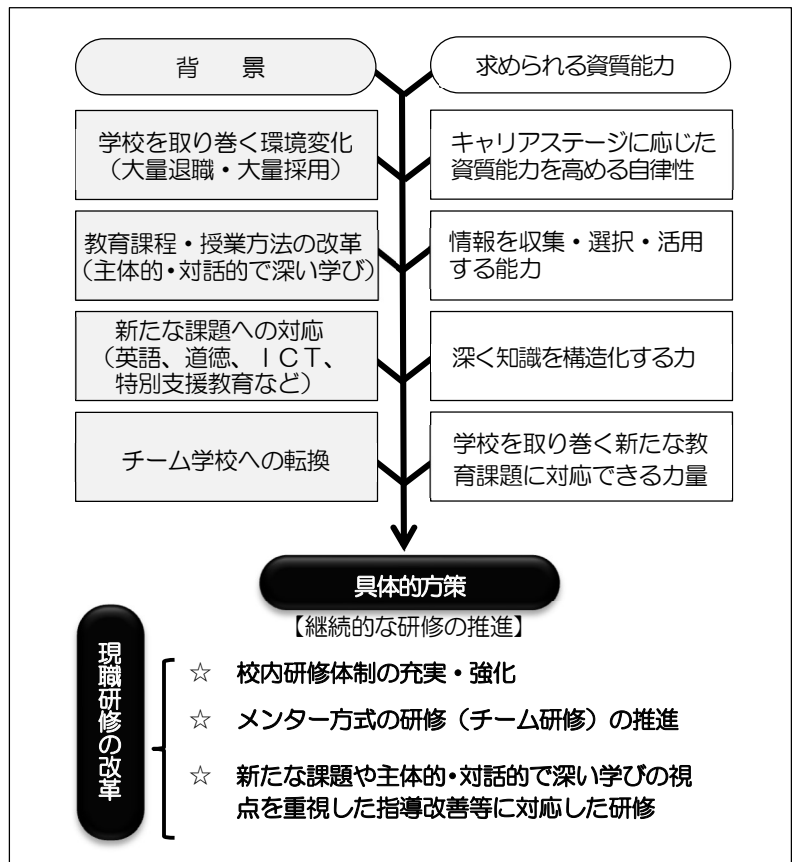 背　景
学校を取り巻く環境変化
（大量退職・大量採用）
教育課程・授業方法の改革
（主体的・対話的で深い学び）
新たな課題への対応
（英語、道徳、ＩＣＴ、
特別支援教育など）
チーム学校への転換
求められる資質能力
キャリアステージに応じた
資質能力を高める自律性
情報を収集・選択・活用
する能力
深く知識を構造化する力
学校を取り巻く新たな教
育課題に対応できる力量
具体的方策
【継続的な研修の推進】
現職研修の改革
☆　校内研修体制の充実・強化
☆　メンター方式の研修（チーム研修）の推進
☆　新たな課題や主体的・対話的で深い学びの視
点を重視した指導改善等に対応した研修